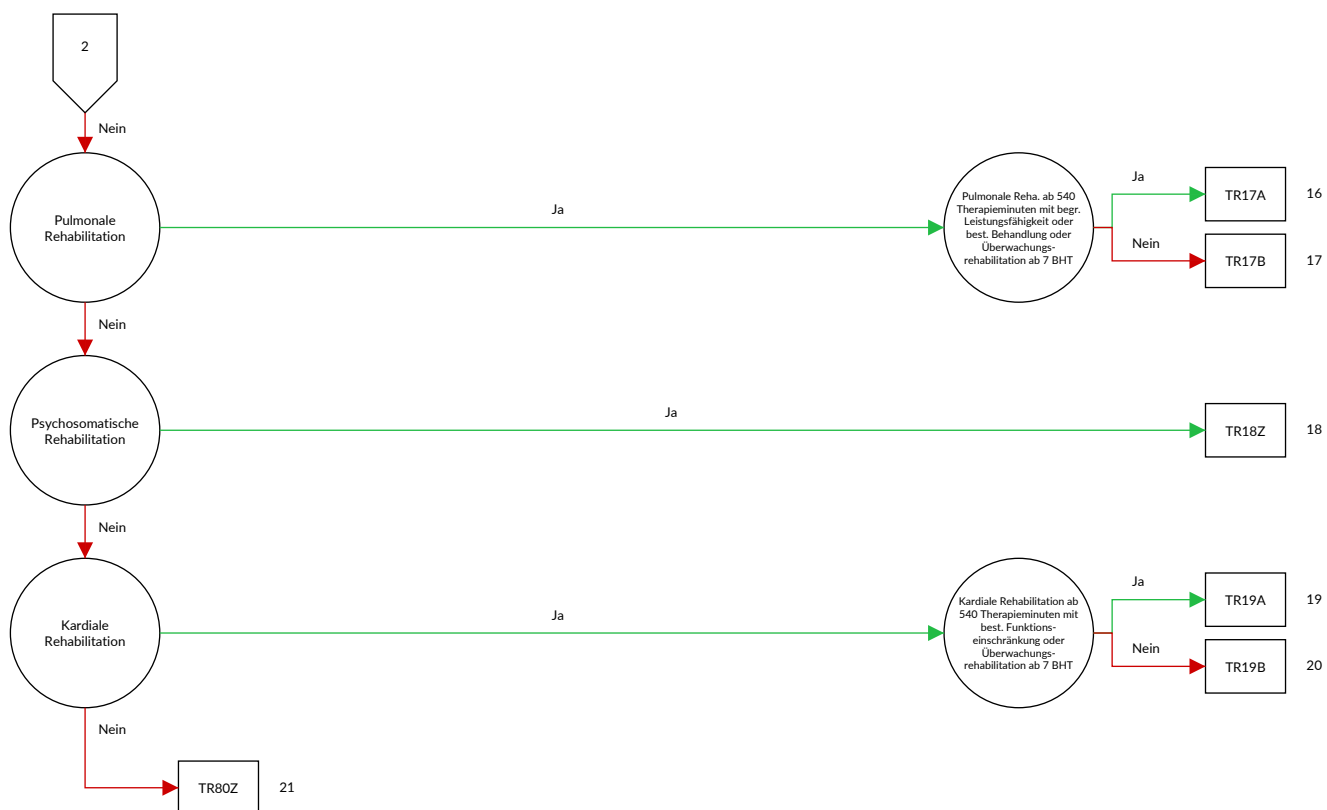 2
Nein
Pulmonale
Rehabilitation
Ja
Pulmonale Reha. ab 540
Therapieminuten mit begr.
Leistungsfähigkeit oder
best. Behandlung oder
Überwachungs-
rehabilitation ab 7 BHT
Ja
TR17A
16
Nein
TR17B
17
Nein
Psychosomatische
Rehabilitation
Ja
TR18Z
18
Nein
Kardiale
Rehabilitation
Ja
Kardiale Rehabilitation ab
540 Therapieminuten mit
best. Funktions-
einschränkung oder
Überwachungs-
rehabilitation ab 7 BHT
Ja
TR19A
19
Nein
TR19B
20
Nein
TR80Z
21